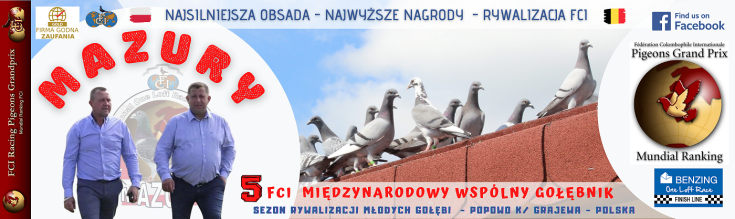 FCI Racing Pigeons Grandprix
Mundial Ranking FCI
FIRMA GODNA
ZAUFANIA
NAJSILNIEJSZA OBSADA - NAJWYŻSZE NAGRODY - RYWALIZACJA FCI
Find us on
Facebook
MAZURY
Fédération Colombophile Internationale
Pigeons Grand Prix
Mundial Ranking
BENZING
One Loft Race
FINISH LINE
5 FCI MIĘDZYNARODOWY WSPÓLNY GOŁĘBNIK
SEZON RYWALIZACJI MŁODYCH GOŁĘBI - POPOWO K/ GRAJEWA - POLSKA